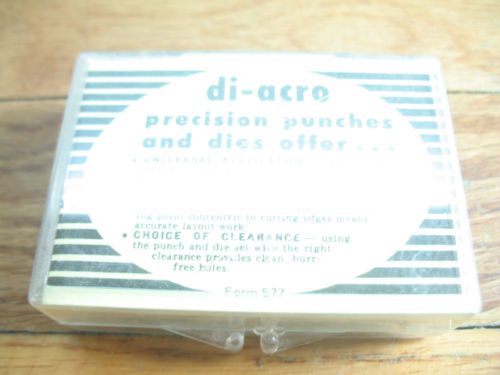 di-acro
precision punches
and dies offer...
• UNIVERSAL APPLICATION
ing point concentric to cutting edges means
accurate layout work
• CHOICE OF CLEARANCE — using
the punch and die set with the right
clearance provides clean, burr-
free holes.
Form 527